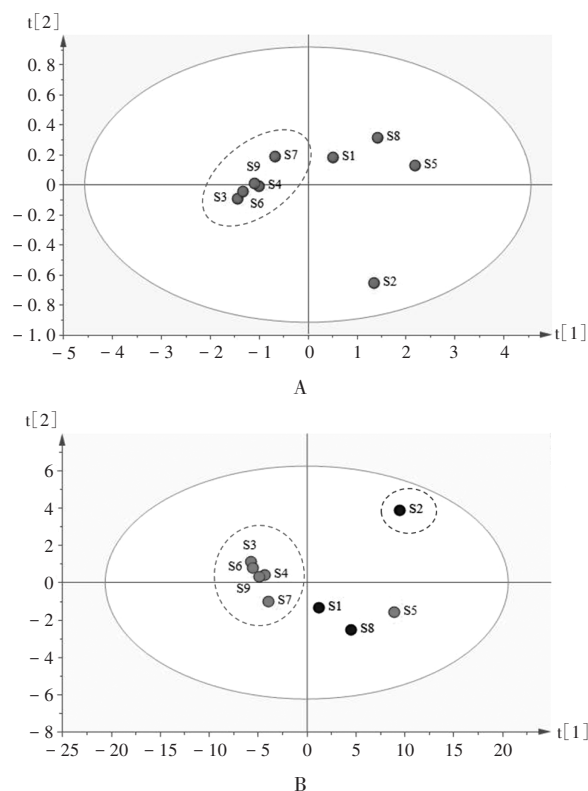 t[2]
0.8
0.6
0.4
0.2
0
-0.2
-0.4
-0.6
-0.8
-1.0
S7
S9
S4
S3
S6
S1
S8
S5
S2
-5 -4 -3 -2 -1 0 1 2 3 4 t[1]
A
t[2]
6
4
2
0
-2
-4
-6
-8
S2
S3
S6
S4
S9
S7
S1
S5
S8
-25 -20 -15 -10 -5 0 5 10 15 20 t[1]
B